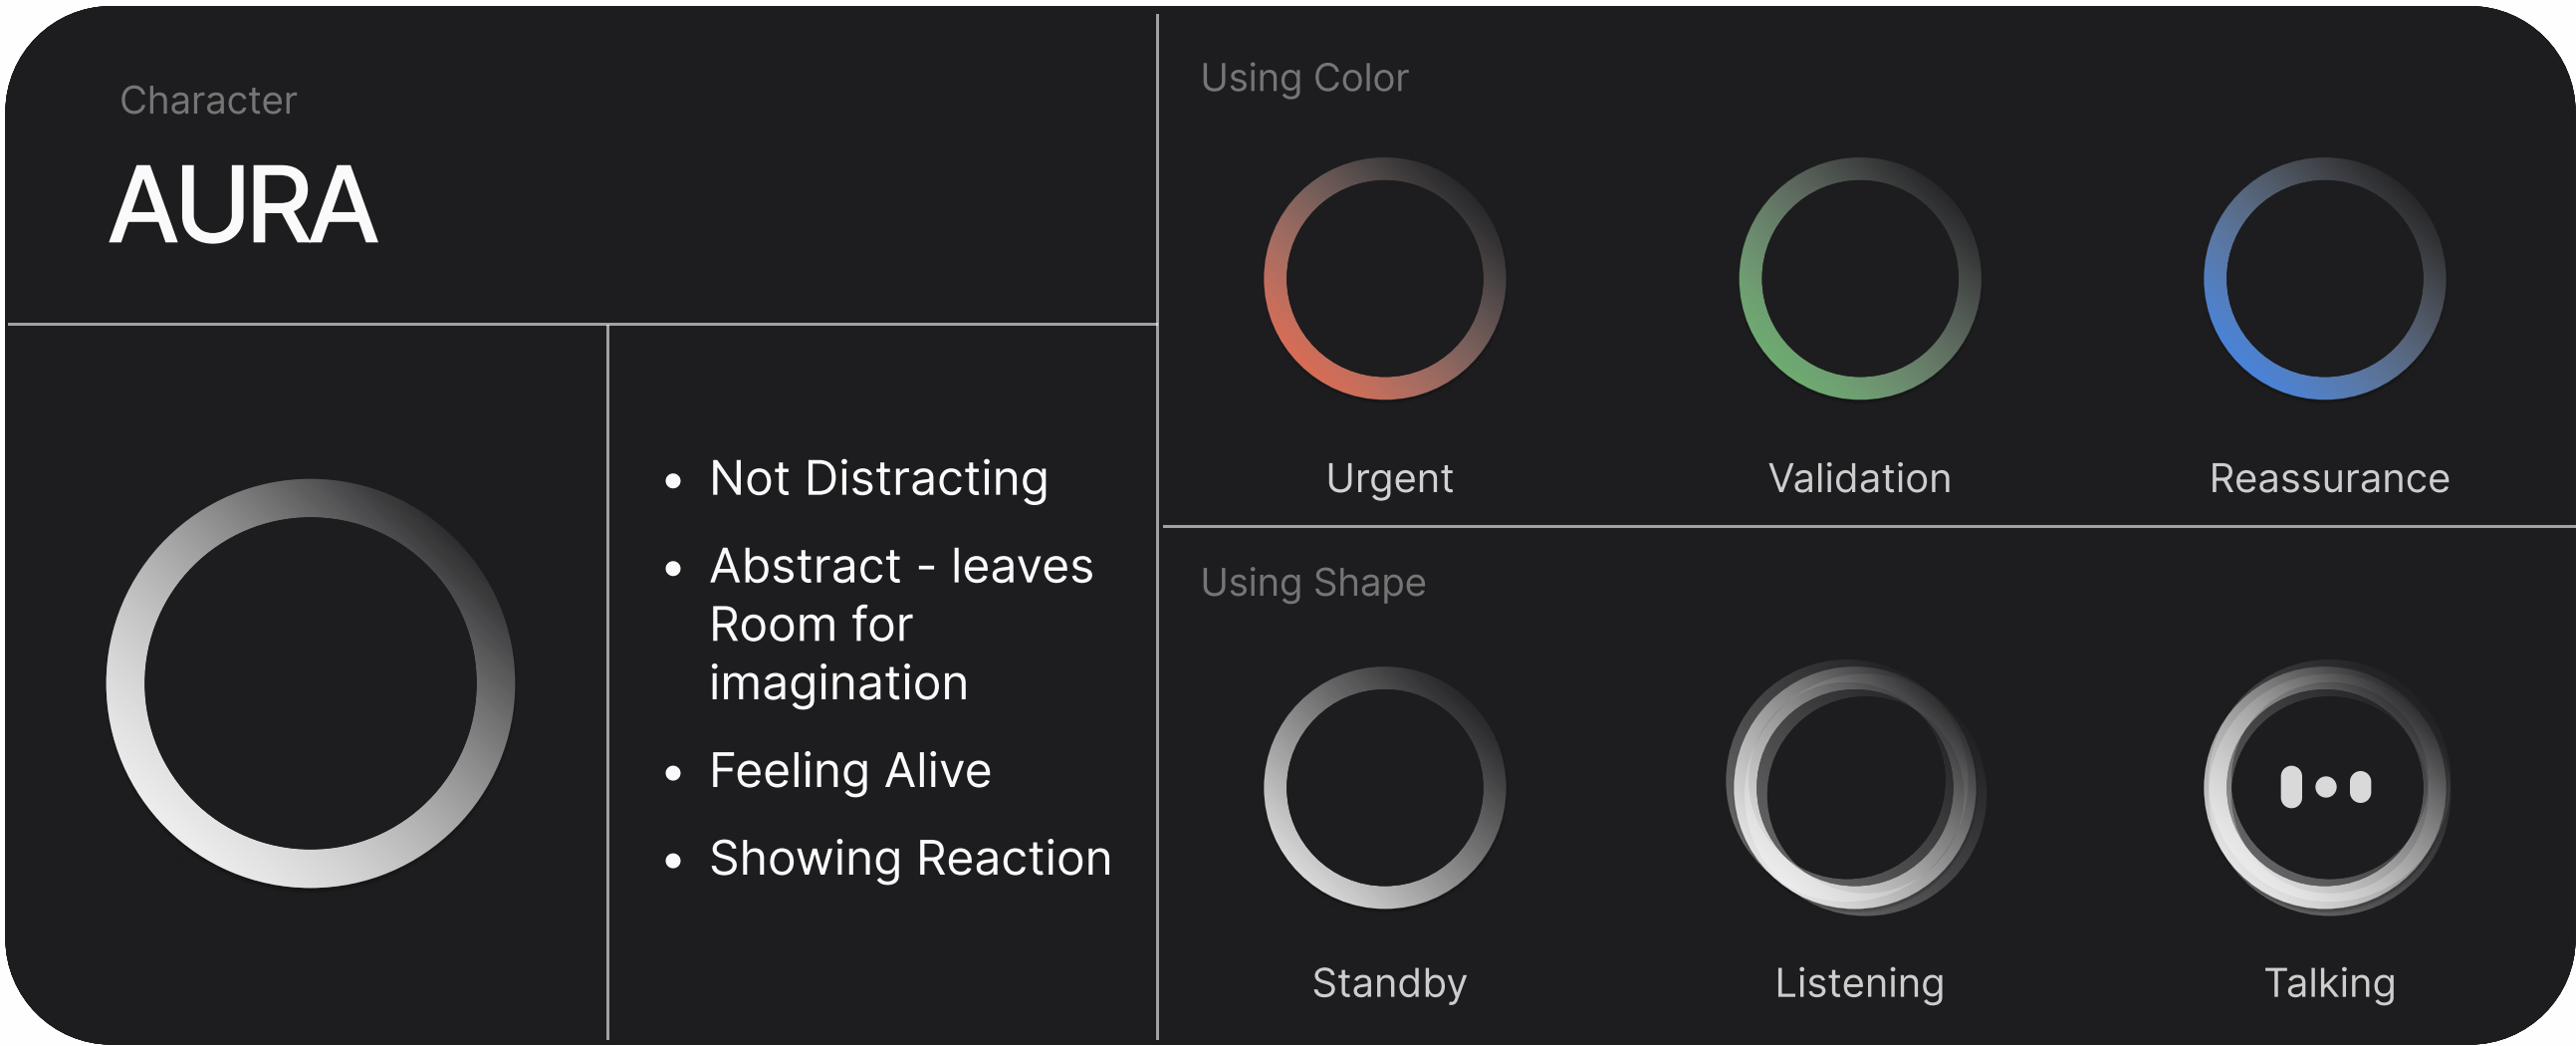 Character
AURA
Not Distracting
Abstract - leaves
Room for
imagination
Feeling Alive
Showing Reaction
Using Color
Urgent
Validation
Reassurance
Using Shape
Standby
Listening
Talking